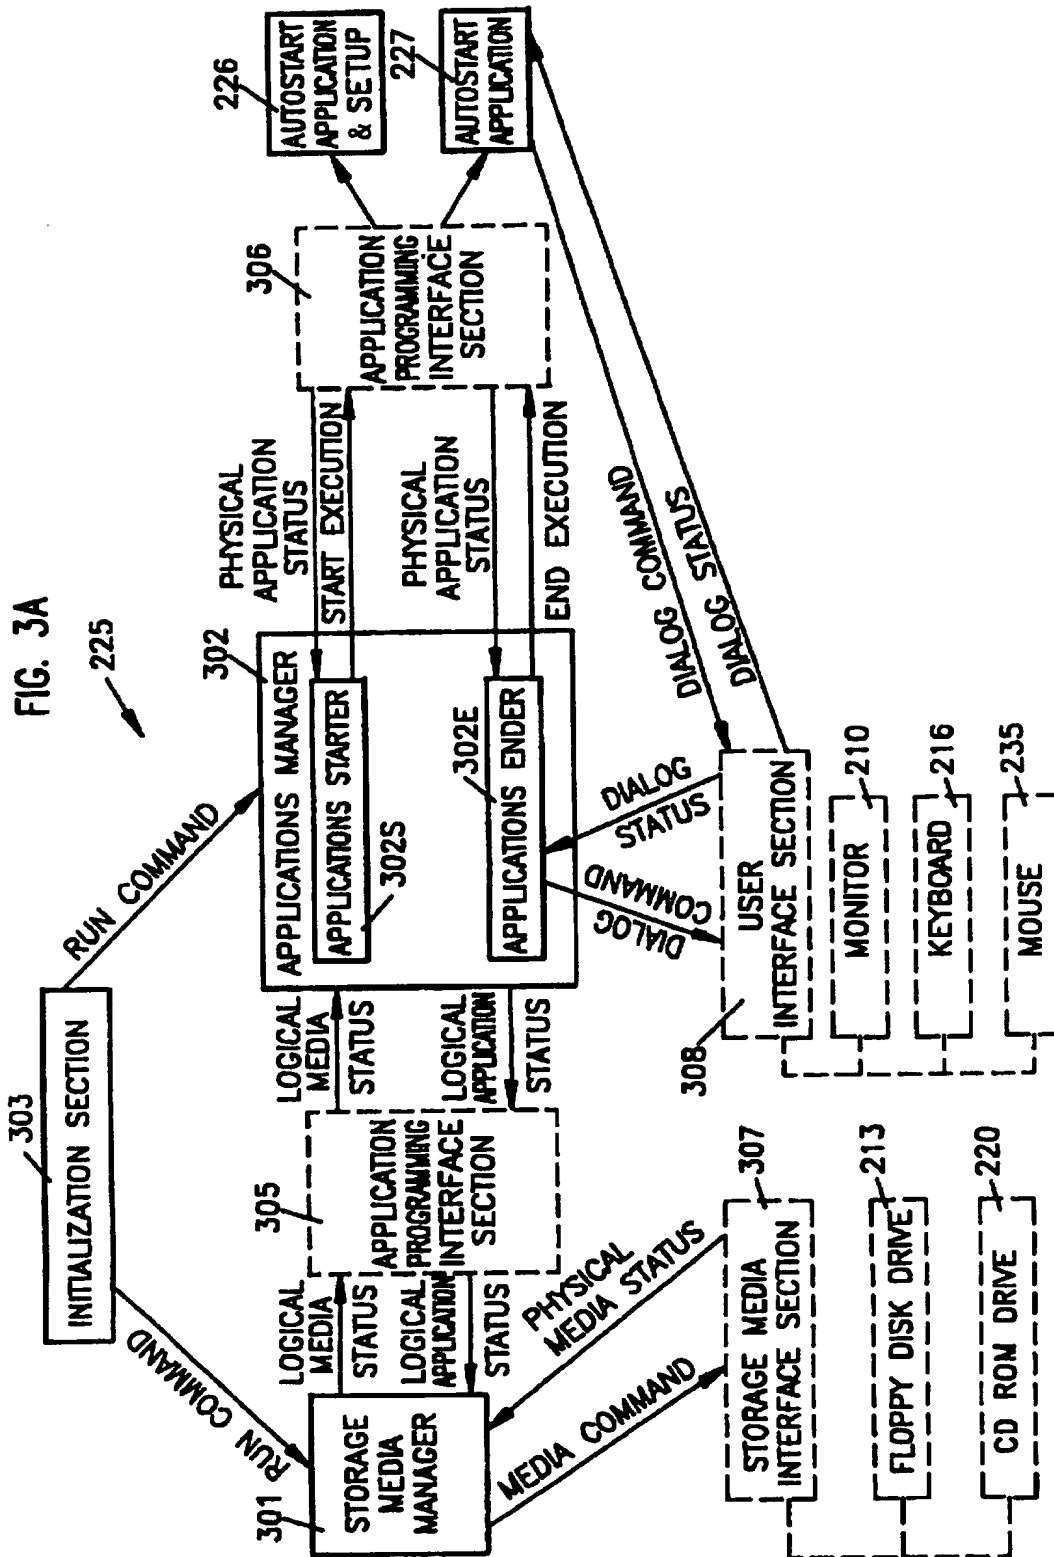 FIG. 3A
225
303
INITIALIZATION SECTION
RUN COMMAND
RUN COMMAND
301
STORAGE
MEDIA
MANAGER
LOGICAL
MEDIA
STATUS
LOGICAL
APPLICATION
STATUS
305
APPLICATION
PROGRAMMING
INTERFACE
SECTION
LOGICAL
MEDIA
STATUS
LOGICAL
APPLICATION
STATUS
302
APPLICATIONS MANAGER
APPLICATIONS STARTER
302S
302E
APPLICATIONS ENDER
PHYSICAL
APPLICATION
STATUS
START EXECUTION
PHYSICAL
APPLICATION
STATUS
END EXECUTION
306
APPLICATION
PROGRAMMING
INTERFACE
SECTION
226
AUTOSTART
APPLICATION
& SETUP
227
AUTOSTART
APPLICATION
PHYSICAL
MEDIA STATUS
MEDIA COMMAND
DIALOG
COMMAND
DIALOG
STATUS
DIALOG COMMAND
DIALOG STATUS
307
STORAGE MEDIA
INTERFACE SECTION
213
FLOPPY DISK DRIVE
220
CD ROM DRIVE
308
USER
INTERFACE SECTION
210
MONITOR
216
KEYBOARD
235
MOUSE